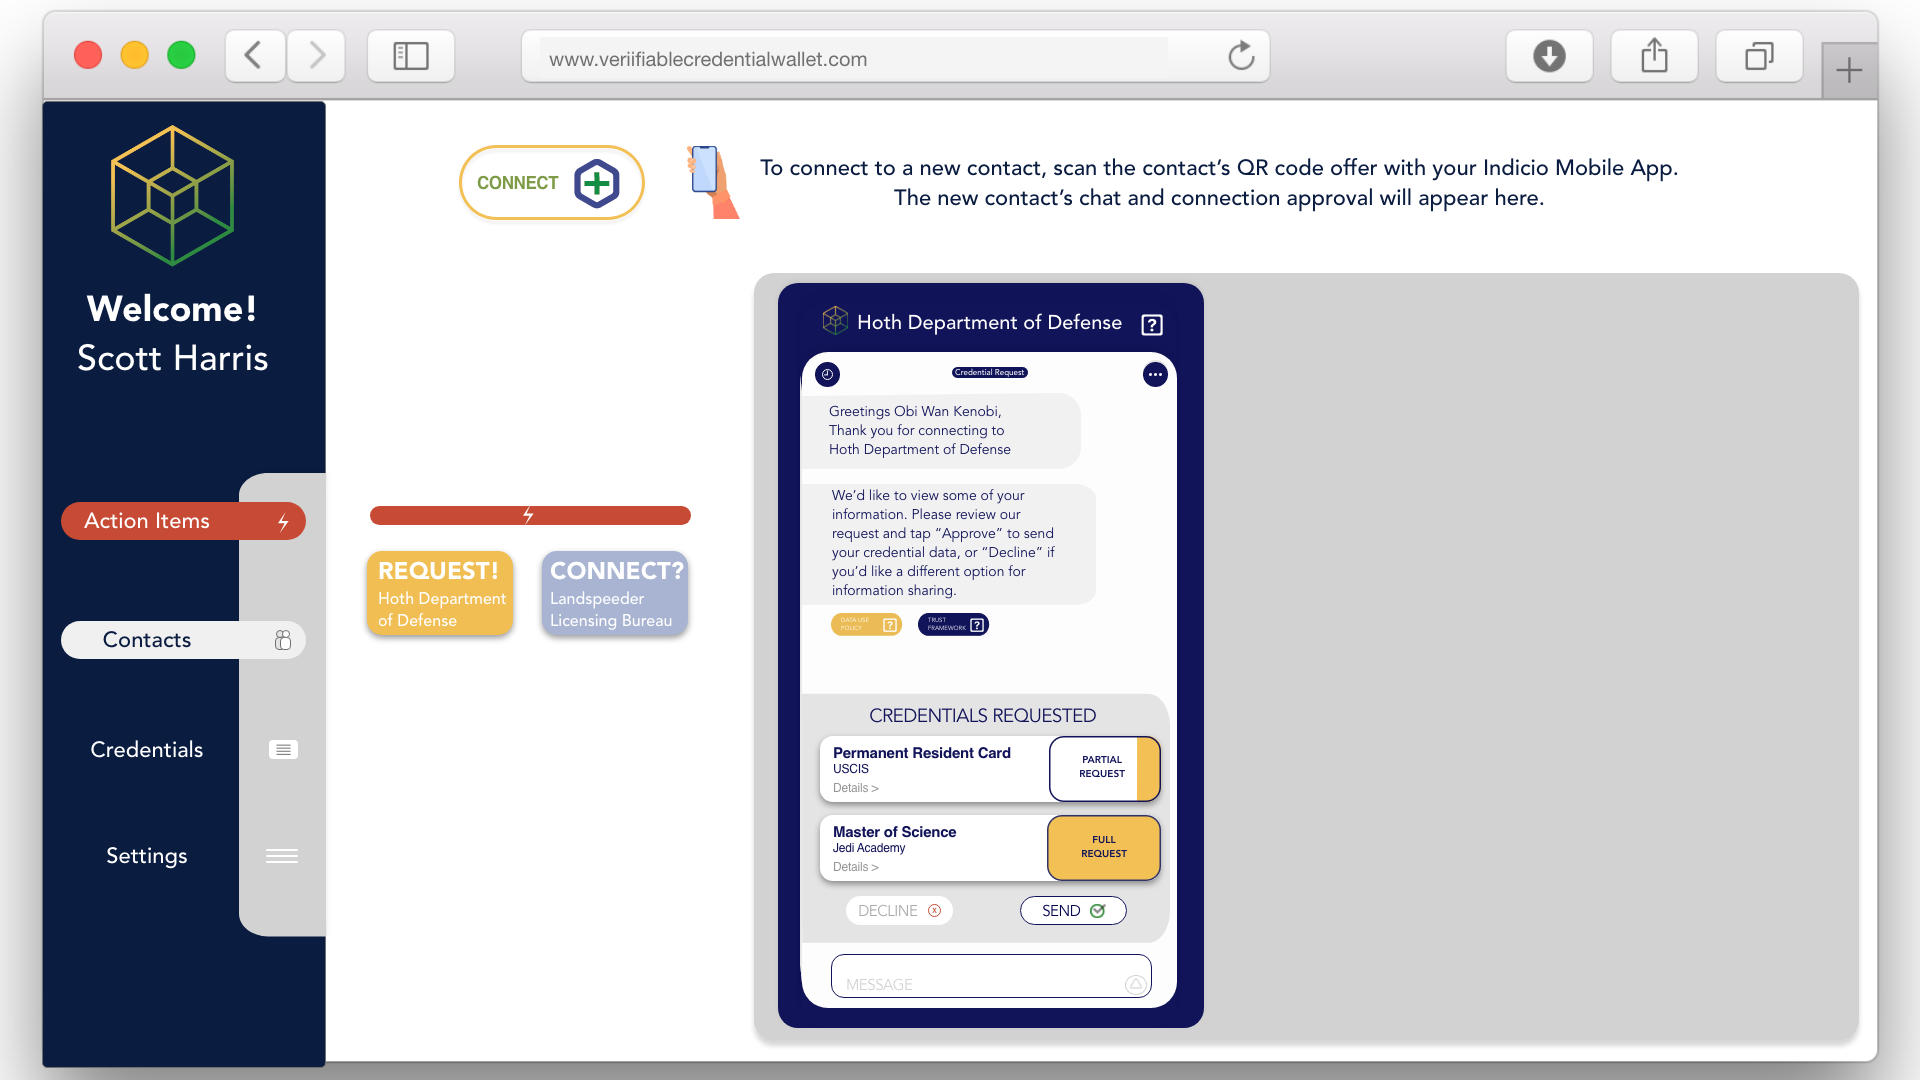 www.veriifiablecredentialwallet.com
CONNECT
To connect to a new contact, scan the contact’s QR code offer with your Indicio Mobile App.
The new contact’s chat and connection approval will appear here.
Welcome!
Scott Harris
Action Items
Contacts
Credentials
Settings
REQUEST!
Hoth Department
of Defense
CONNECT?
Landspeeder
Licensing Bureau
Hoth Department of Defense
Credential Request
Greetings Obi Wan Kenobi,
Thank you for connecting to
Hoth Department of Defense
We’d like to view some of your
information. Please review our
request and tap “Approve” to send
your credential data, or “Decline” if
you’d like a different option for
information sharing.
DATA USE
POLICY
TRUST
FRAMEWORK
CREDENTIALS REQUESTED
Permanent Resident Card
USCIS
Details >
PARTIAL
REQUEST
Master of Science
Jedi Academy
Details >
FULL
REQUEST
DECLINE
SEND
MESSAGE